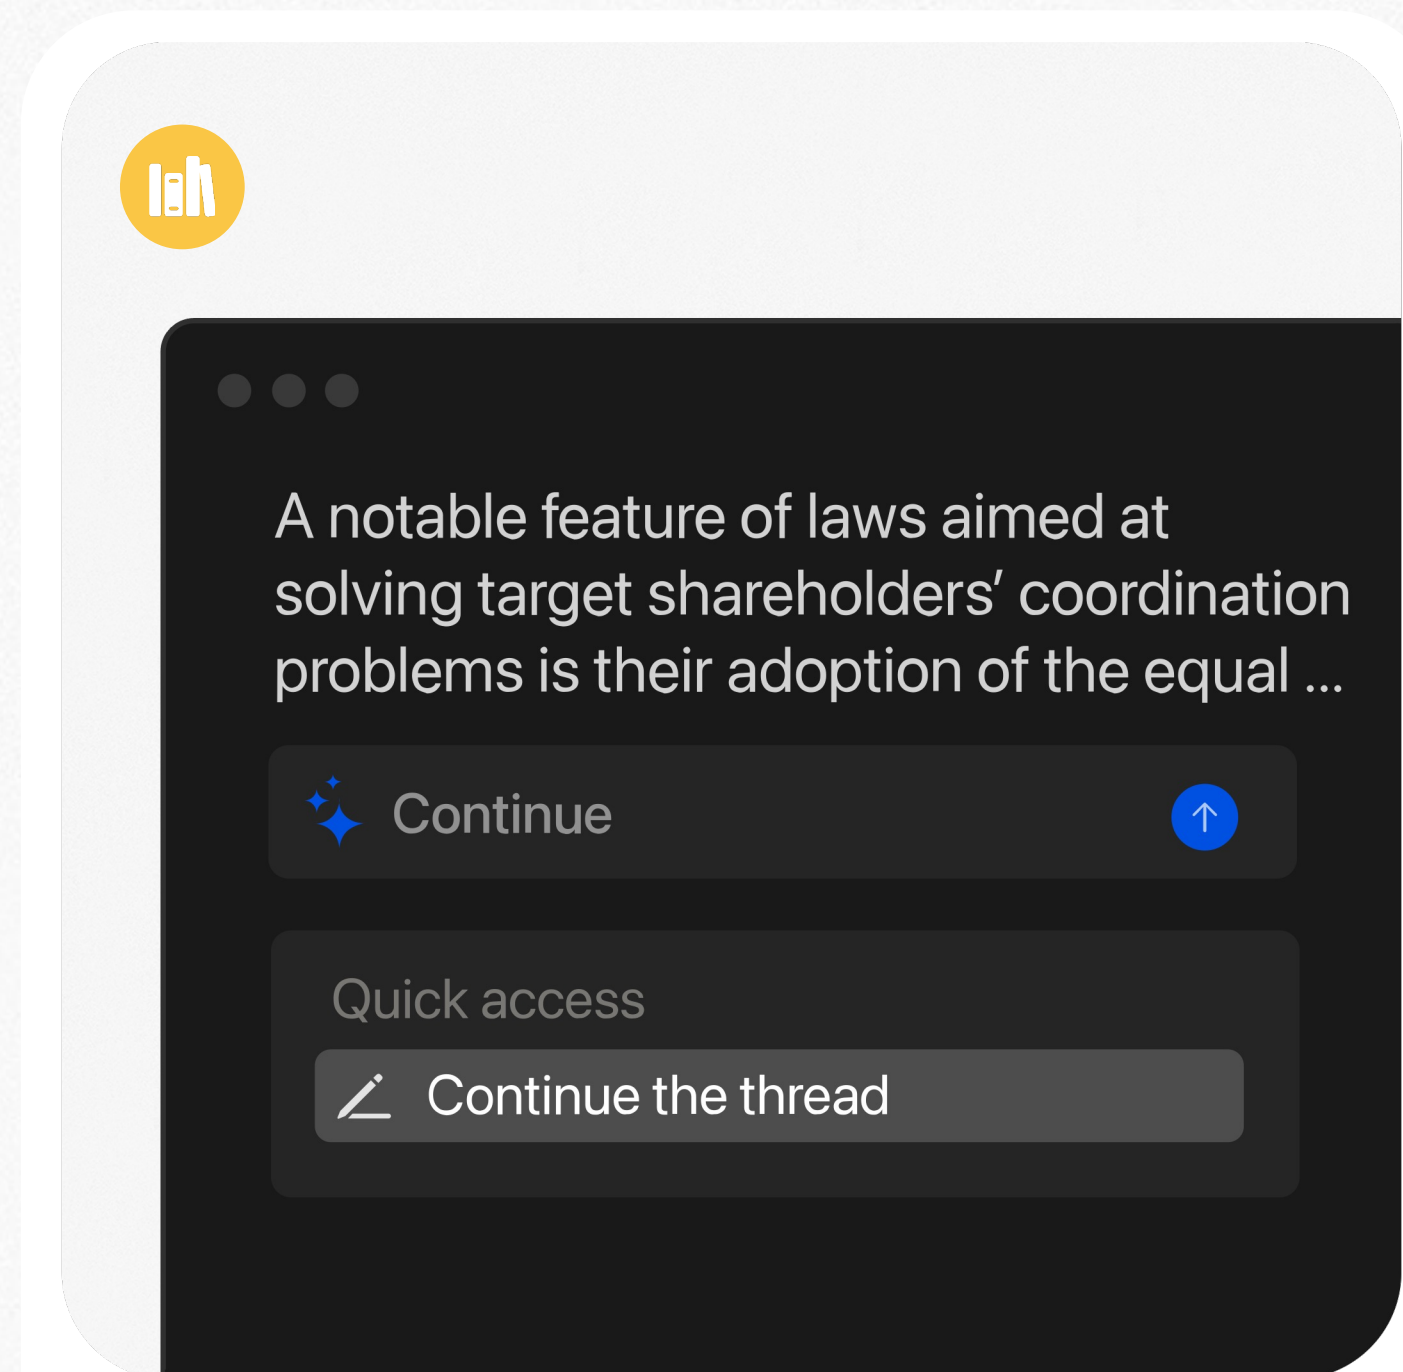 A notable feature of laws aimed at
solving target shareholders’ coordination
problems is their adoption of the equal ...
Continue
Quick access
Continue the thread